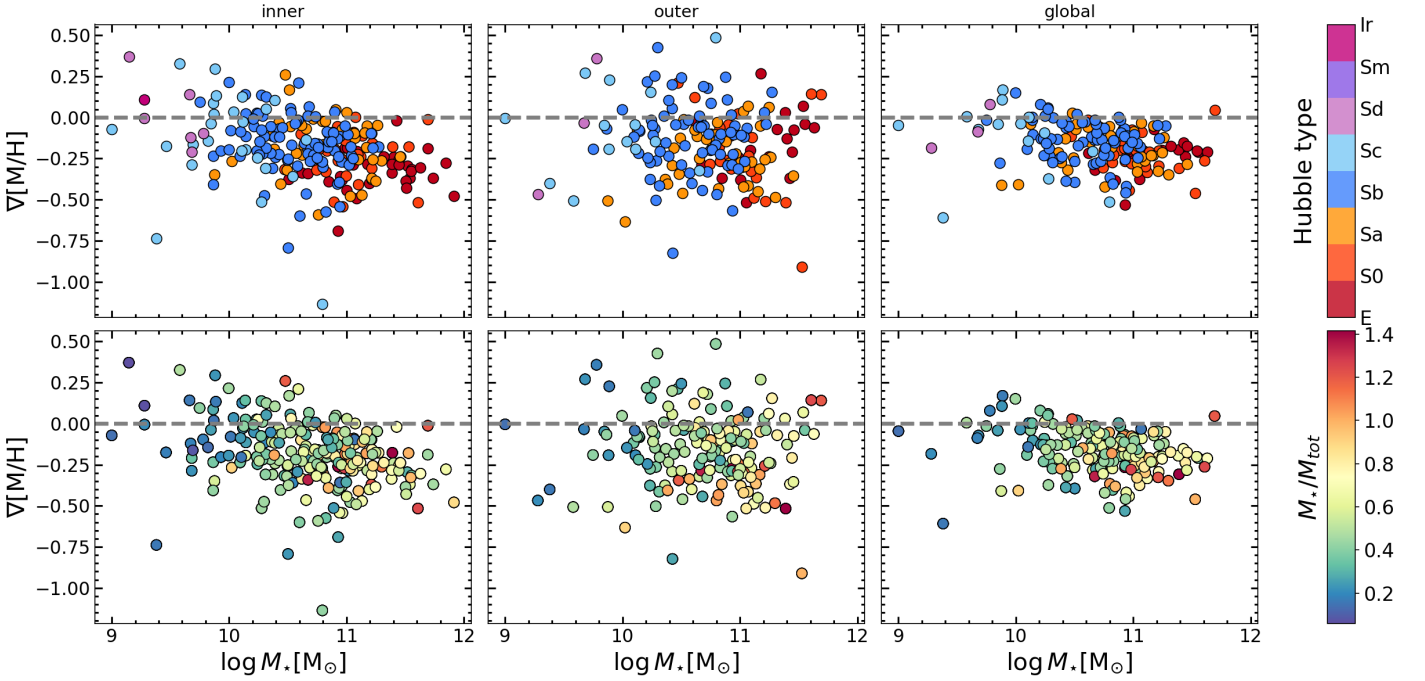 inner outer global
0.50
0.25
0.00
−0.25
−0.50
−0.75
−1.00
∇[M/H]
Ir
Sm
Sd
Sc
Sb
Sa
S0
E
Hubble type
0.50
0.25
0.00
−0.25
−0.50
−0.75
−1.00
∇[M/H]
9 10 11 12 9 10 11 12 9 10 11 12
log M⋆[M⊙] log M⋆[M⊙] log M⋆[M⊙]
1.4
1.2
1.0
0.8
0.6
0.4
0.2
M⋆/Mtot